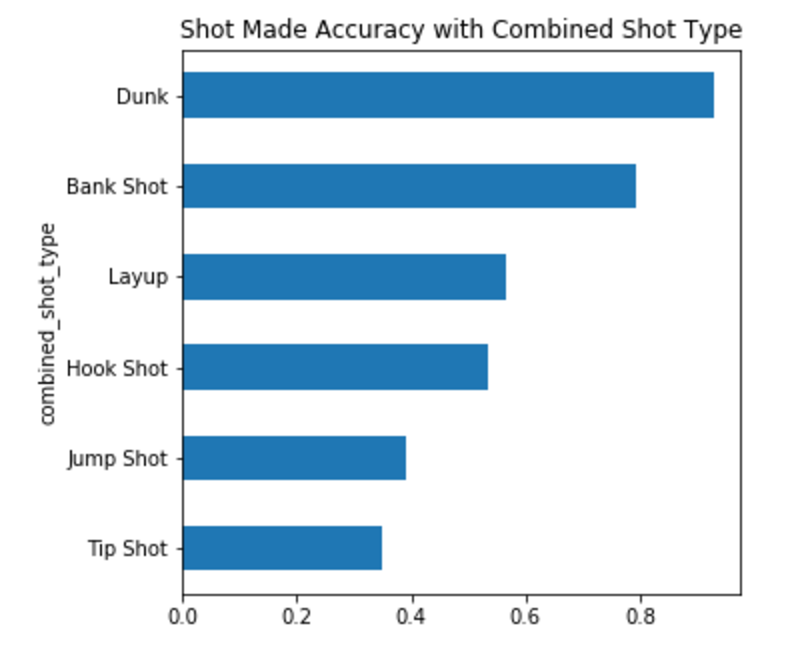 Shot Made Accuracy with Combined Shot Type
Dunk
Bank Shot
Layup
Hook Shot
Jump Shot
Tip Shot
combined_shot_type
0.0 0.2 0.4 0.6 0.8